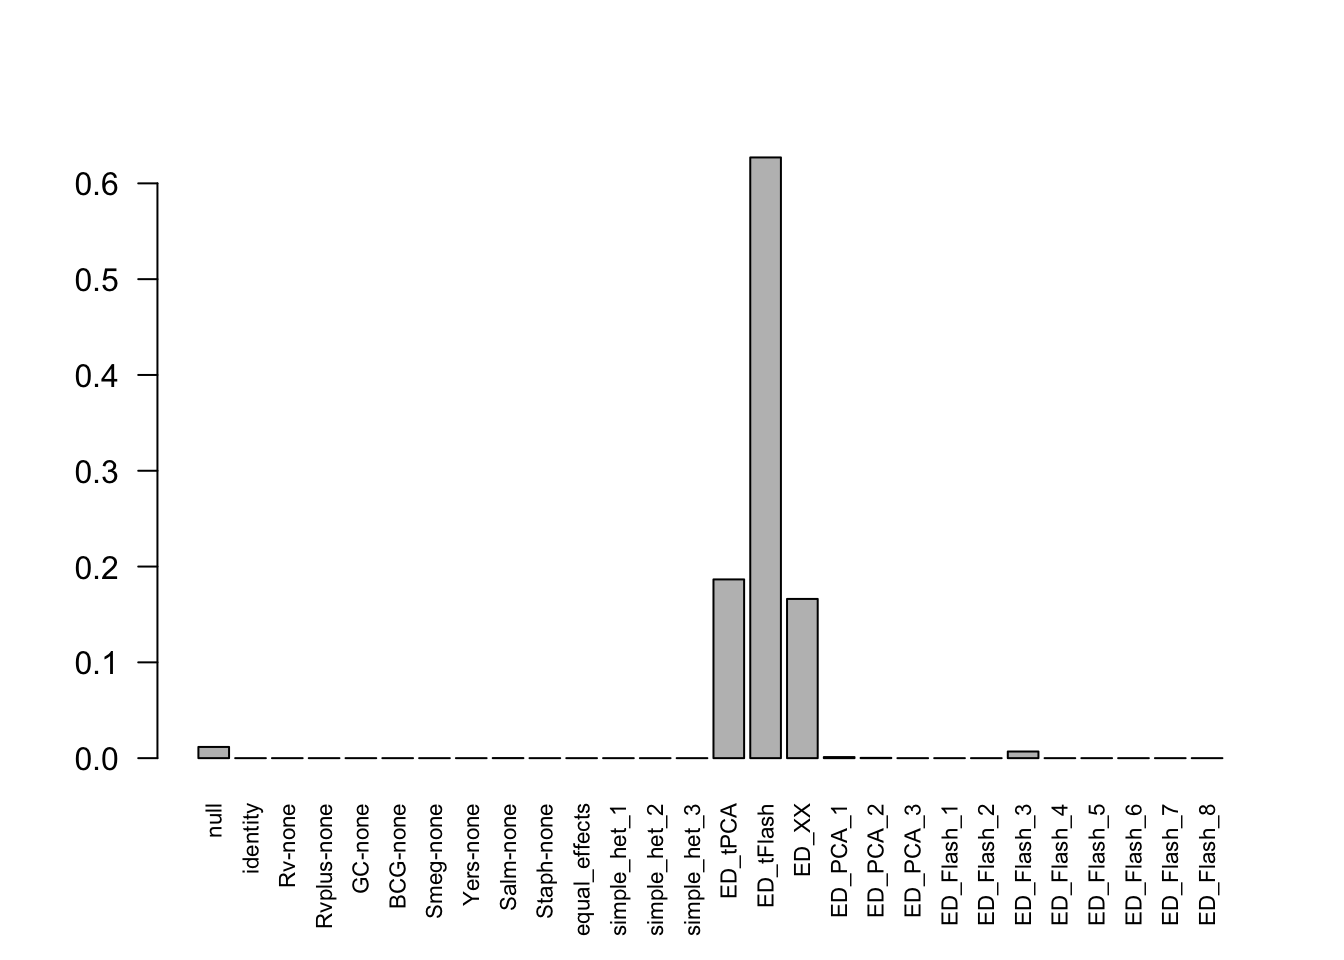 0.6
0.5
0.4
0.3
0.2
0.1
0.0
null
identity
Rv-none
Rvplus-none
GC-none
BCG-none
Smeg-none
Yers-none
Salm-none
Staph-none
equal_effects
simple_het_1
simple_het_2
simple_het_3
ED_tPCA
ED_tFlash
ED_XX
ED_PCA_1
ED_PCA_2
ED_PCA_3
ED_Flash_1
ED_Flash_2
ED_Flash_3
ED_Flash_4
ED_Flash_5
ED_Flash_6
ED_Flash_7
ED_Flash_8